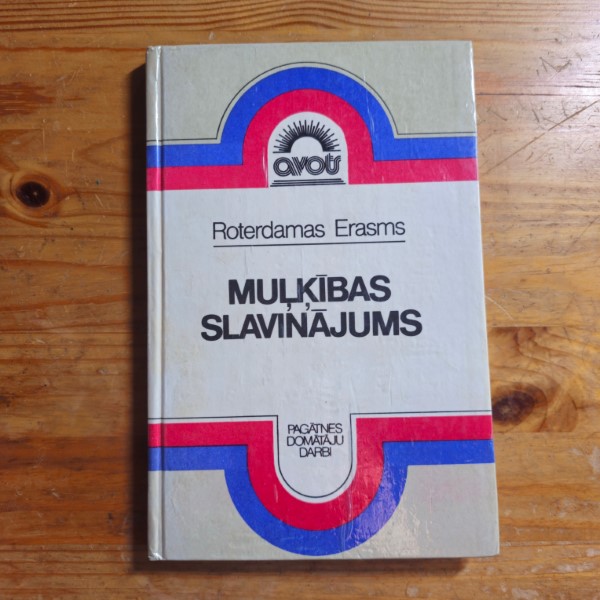 avots
Roterdamas Erasms
MUĻĶĪBAS
SLAVINĀJUMS
PAGĀTNES
DOMĀTĀJU
DARBI